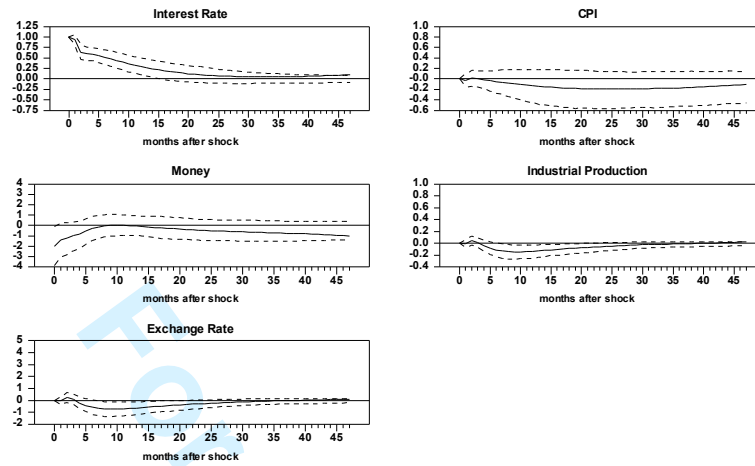 Interest Rate
1.25
1.00
0.75
0.50
0.25
0.00
-0.25
-0.50
-0.75
0 5 10 15 20 25 30 35 40 45
months after shock
CPI
1.0
0.8
0.6
0.4
0.2
0.0
-0.2
-0.4
-0.6
0 5 10 15 20 25 30 35 40 45
months after shock
Money
4
3
2
1
0
-1
-2
-3
-4
0 5 10 15 20 25 30 35 40 45
months after shock
Industrial Production
1.0
0.8
0.6
0.4
0.2
0.0
-0.2
-0.4
0 5 10 15 20 25 30 35 40 45
months after shock
Exchange Rate
5
4
3
2
1
0
-1
-2
0 5 10 15 20 25 30 35 40 45
months after shock
For